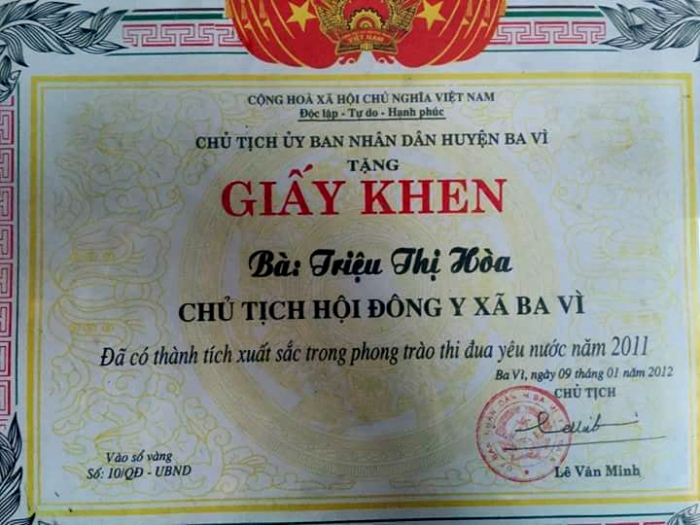 VIỆT NAM
CỘNG HOÀ XÃ HỘI CHỦ NGHĨA VIỆT NAM
Độc lập - Tự do - Hạnh phúc
CHỦ TỊCH ỦY BAN NHÂN DÂN HUYỆN BA VÌ
TẶNG
GIẤY KHEN
Bà: Triệu Thị Hòa
CHỦ TỊCH HỘI ĐÔNG Y XÃ BA VÌ
Đã có thành tích xuất sắc trong phong trào thi đua yêu nước năm 2011
Ba Vì, ngày 09 tháng 01 năm 2012
CHỦ TỊCH
Vào sổ vàng
Số: 10/QĐ - UBND
Lê Văn Minh